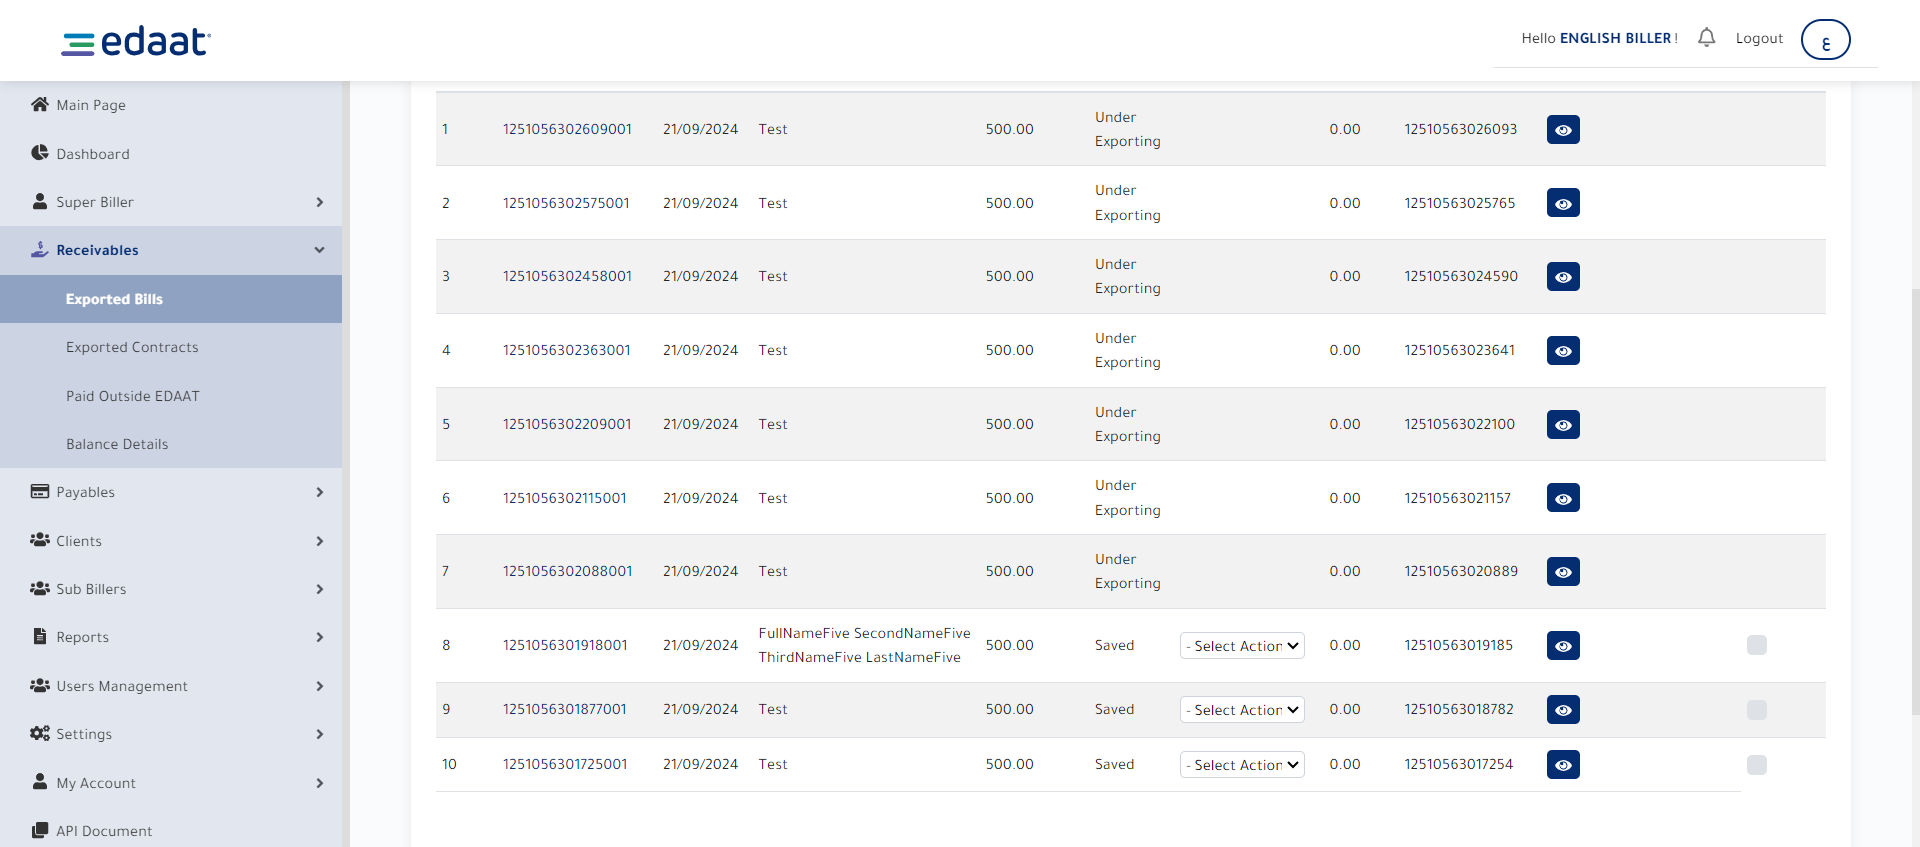 edaat
Hello ENGLISH BILLER !
Logout
ع
Main Page
Dashboard
Super Biller
Receivables
Exported Bills
Exported Contracts
Paid Outside EDAAT
Balance Details
Payables
Clients
Sub Billers
Reports
Users Management
Settings
My Account
API Document
1 1251056302609001 21/09/2024 Test 500.00 Under Exporting 0.00 12510563026093
2 1251056302575001 21/09/2024 Test 500.00 Under Exporting 0.00 12510563025765
3 1251056302458001 21/09/2024 Test 500.00 Under Exporting 0.00 12510563024590
4 1251056302363001 21/09/2024 Test 500.00 Under Exporting 0.00 12510563023641
5 1251056302209001 21/09/2024 Test 500.00 Under Exporting 0.00 12510563022100
6 1251056302115001 21/09/2024 Test 500.00 Under Exporting 0.00 12510563021157
7 1251056302088001 21/09/2024 Test 500.00 Under Exporting 0.00 12510563020889
8 1251056301918001 21/09/2024 FullNameFive SecondNameFive ThirdNameFive LastNameFive 500.00 Saved - Select Action 0.00 12510563019185
9 1251056301877001 21/09/2024 Test 500.00 Saved - Select Action 0.00 12510563018782
10 1251056301725001 21/09/2024 Test 500.00 Saved - Select Action 0.00 12510563017254